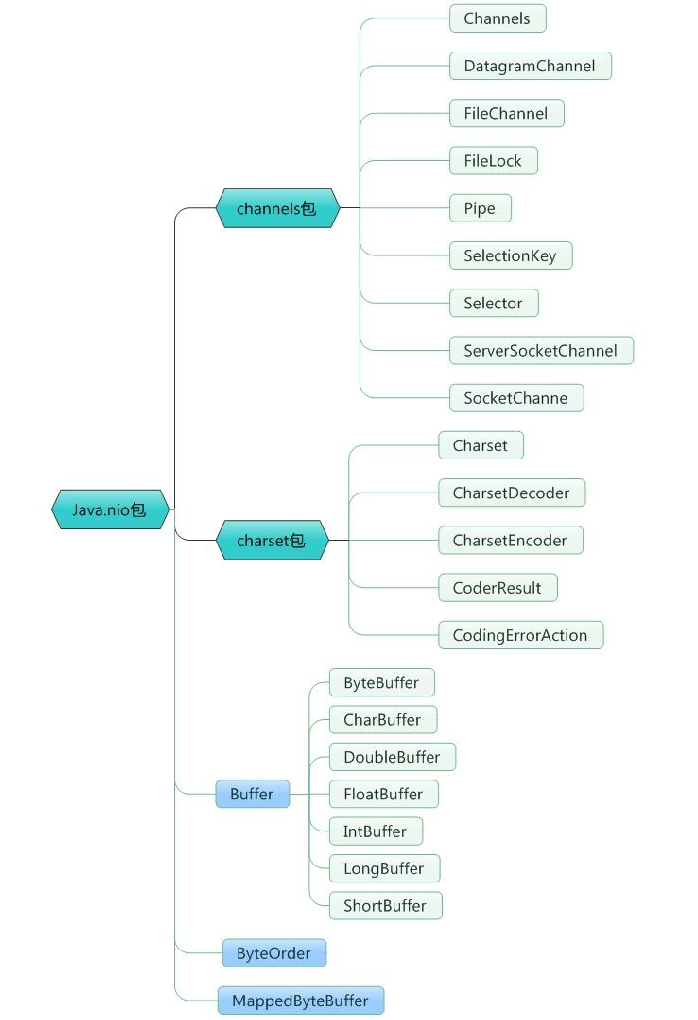 Java.nio包
channels包
Channels
DatagramChannel
FileChannel
FileLock
Pipe
SelectionKey
Selector
ServerSocketChannel
SocketChanne
charset包
Charset
CharsetDecoder
CharsetEncoder
CoderResult
CodingErrorAction
Buffer
ByteBuffer
CharBuffer
DoubleBuffer
FloatBuffer
IntBuffer
LongBuffer
ShortBuffer
ByteOrder
MappedByteBuffer